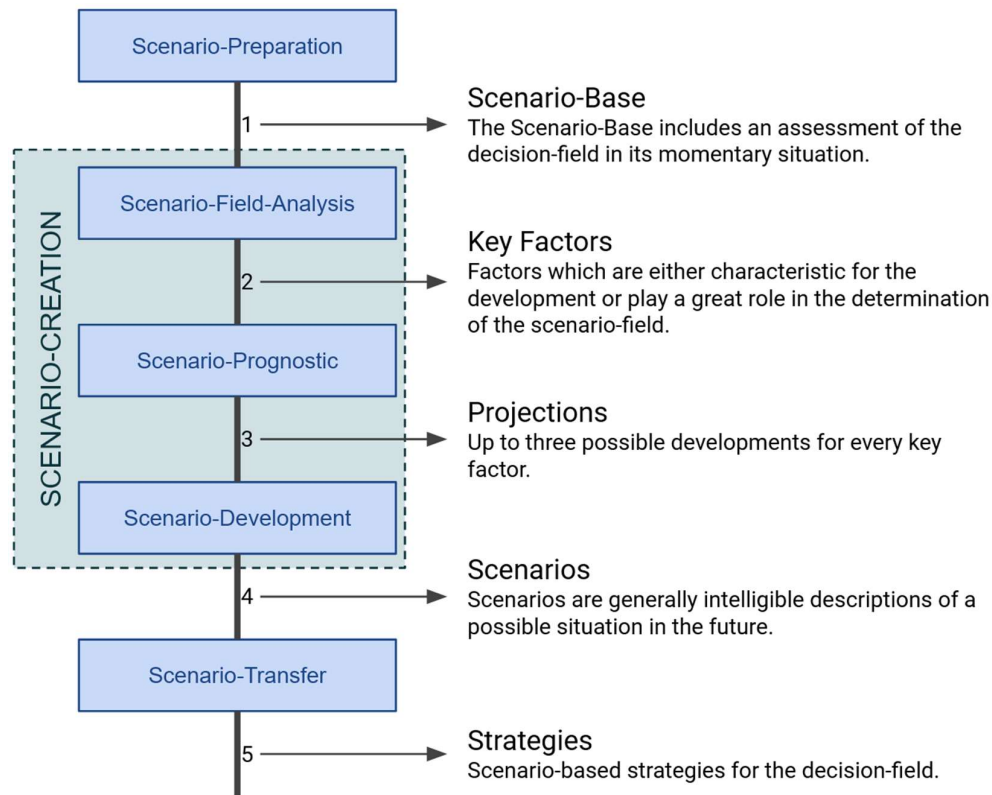 Scenario-Preparation
1
Scenario-Base
The Scenario-Base includes an assessment of the
decision-field in its momentary situation.
SCENARIO-CREATION
Scenario-Field-Analysis
2
Key Factors
Factors which are either characteristic for the
development or play a great role in the determination
of the scenario-field.
Scenario-Prognostic
3
Projections
Up to three possible developments for every key
factor.
Scenario-Development
4
Scenarios
Scenarios are generally intelligible descriptions of a
possible situation in the future.
Scenario-Transfer
5
Strategies
Scenario-based strategies for the decision-field.